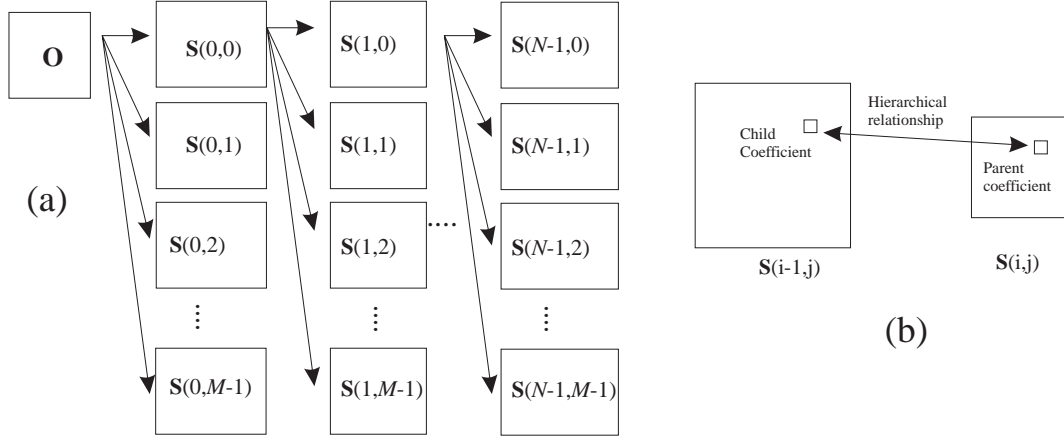 O
S(0,0)
S(1,0)
S(N-1,0)
S(0,1)
S(1,1)
S(N-1,1)
(a)
S(0,2)
S(1,2)
....
S(N-1,2)
....
....
....
S(0,M-1)
S(1,M-1)
S(N-1,M-1)
Hierarchical
relationship
Child
Coefficient
Parent
coefficient
S(i-1,j)
S(i,j)
(b)